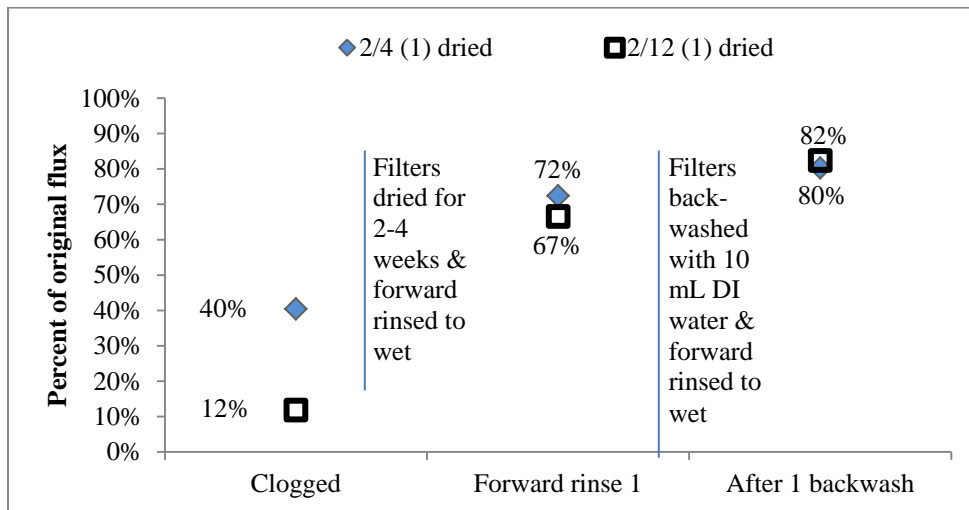 2/4 (1) dried
2/12 (1) dried
Percent of original flux
100%
90%
80%
70%
60%
50%
40%
30%
20%
10%
0%
40%
12%
Filters
dried for
2-4
weeks &
forward
rinsed to
wet
72%
67%
Filters
back-
washed
with 10
mL DI
water &
forward
rinsed to
wet
82%
80%
Clogged
Forward rinse 1
After 1 backwash